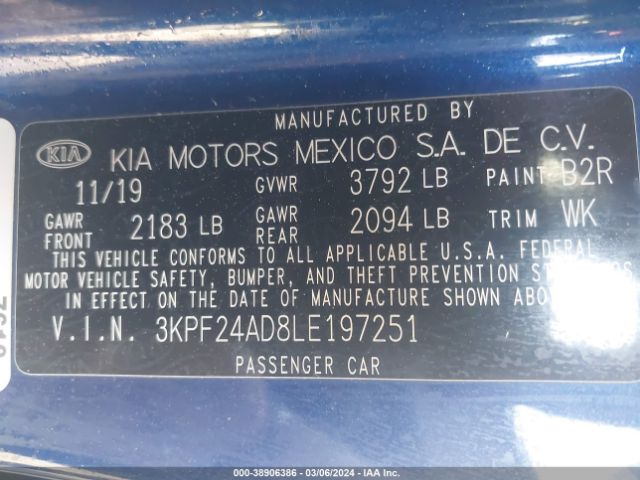 MANUFACTURED BY
KIA KIA MOTORS MEXICO S.A. DE C.V.
11/19 GVWR 3792 LB PAINT B2R
GAWR FRONT 2183 LB GAWR REAR 2094 LB TRIM WK
THIS VEHICLE CONFORMS TO ALL APPLICABLE U.S.A. FEDERAL
MOTOR VEHICLE SAFETY, BUMPER, AND THEFT PREVENTION
IN EFFECT ON THE DATE OF MANUFACTURE SHOWN
V.I.N. 3KPF24AD8LE197251
PASSENGER CAR
000-38906386 - 03/06/2024 - IAA Inc.